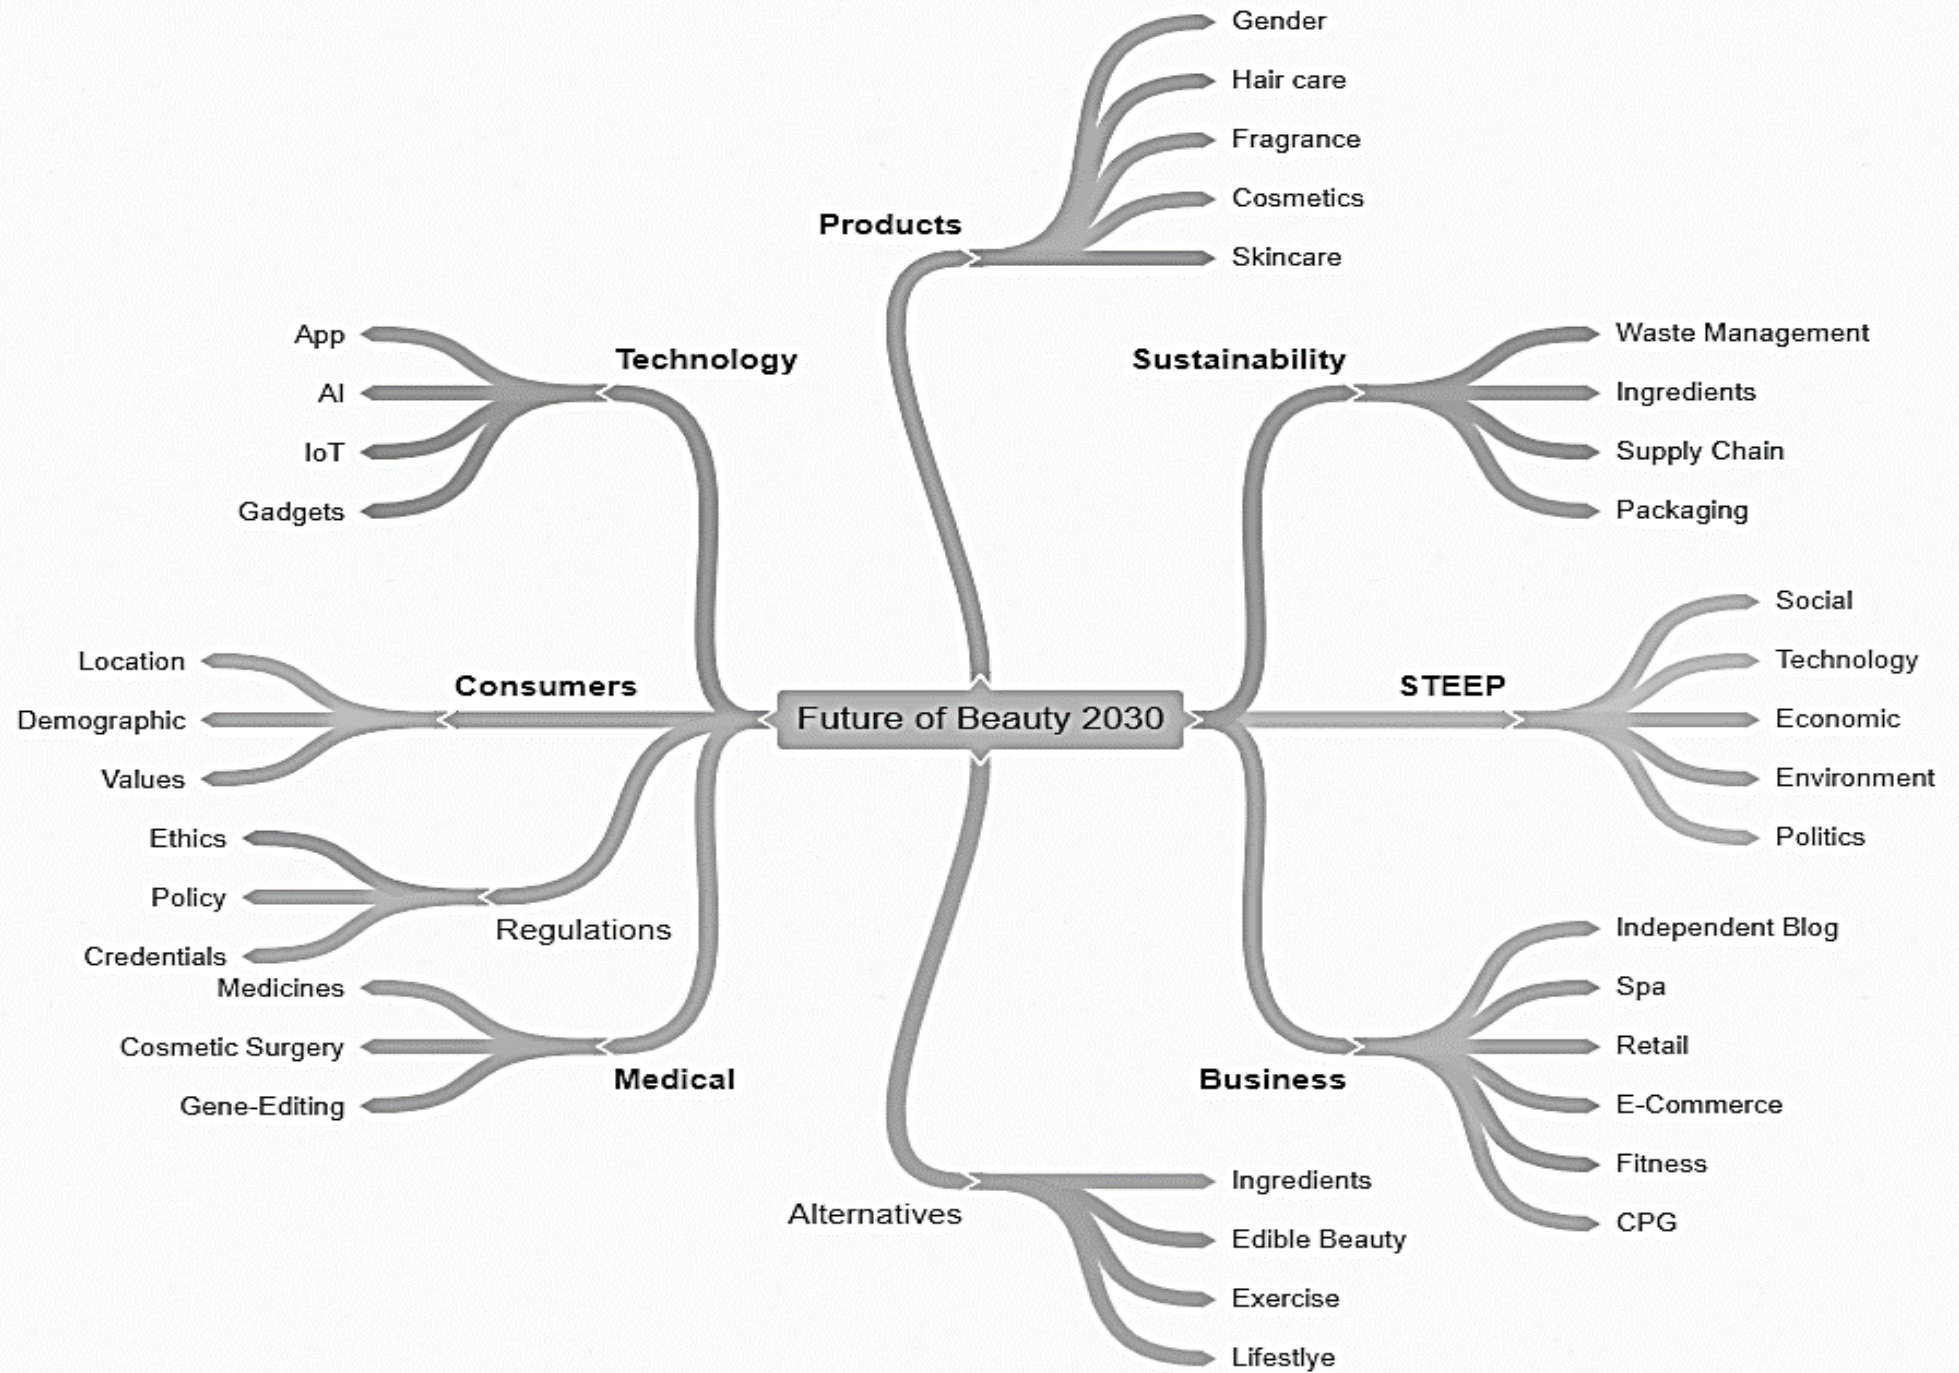 Gender
Hair care
Fragrance
Cosmetics
Skincare
Products
App
AI
IoT
Gadgets
Technology
Sustainability
Waste Management
Ingredients
Supply Chain
Packaging
Location
Demographic
Values
Consumers
Future of Beauty 2030
STEEP
Social
Technology
Economic
Environment
Politics
Ethics
Policy
Credentials
Regulations
Medicines
Cosmetic Surgery
Gene-Editing
Medical
Business
Independent Blog
Spa
Retail
E-Commerce
Fitness
CPG
Alternatives
Ingredients
Edible Beauty
Exercise
Lifestlye